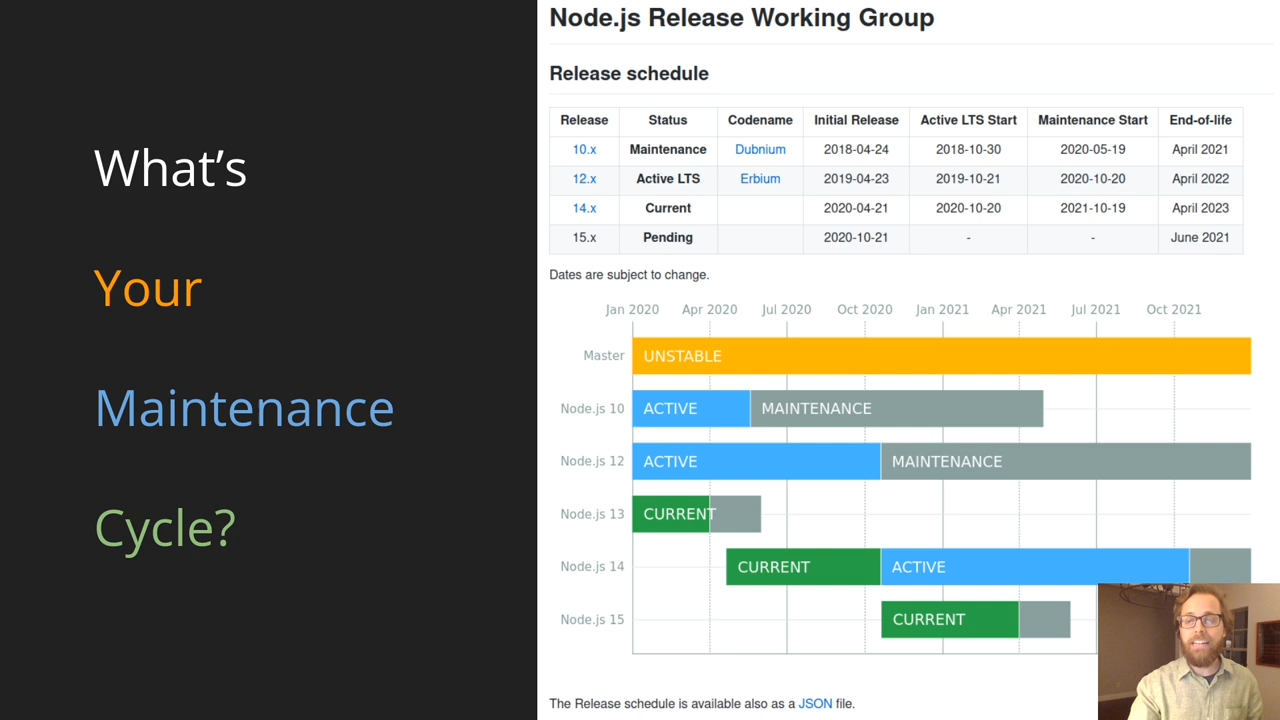 What's
Your
Maintenance
Cycle?
Node.js Release Working Group
Release schedule
Release Status Codename Initial Release Active LTS Start Maintenance Start End-of-life
10.x Maintenance Dubnium 2018-04-24 2018-10-30 2020-05-19 April 2021
12.x Active LTS Erbium 2019-04-23 2019-10-21 2020-10-20 April 2022
14.x Current 2020-04-21 2020-10-20 2021-10-19 April 2023
15.x Pending 2020-10-21 - - June 2021
Dates are subject to change.
Jan 2020 Apr 2020 Jul 2020 Oct 2020 Jan 2021 Apr 2021 Jul 2021 Oct 2021
Master UNSTABLE
Node.js 10 ACTIVE MAINTENANCE
Node.js 12 ACTIVE MAINTENANCE
Node.js 13 CURRENT
Node.js 14 CURRENT ACTIVE
Node.js 15 CURRENT
The Release schedule is available also as a JSON file.